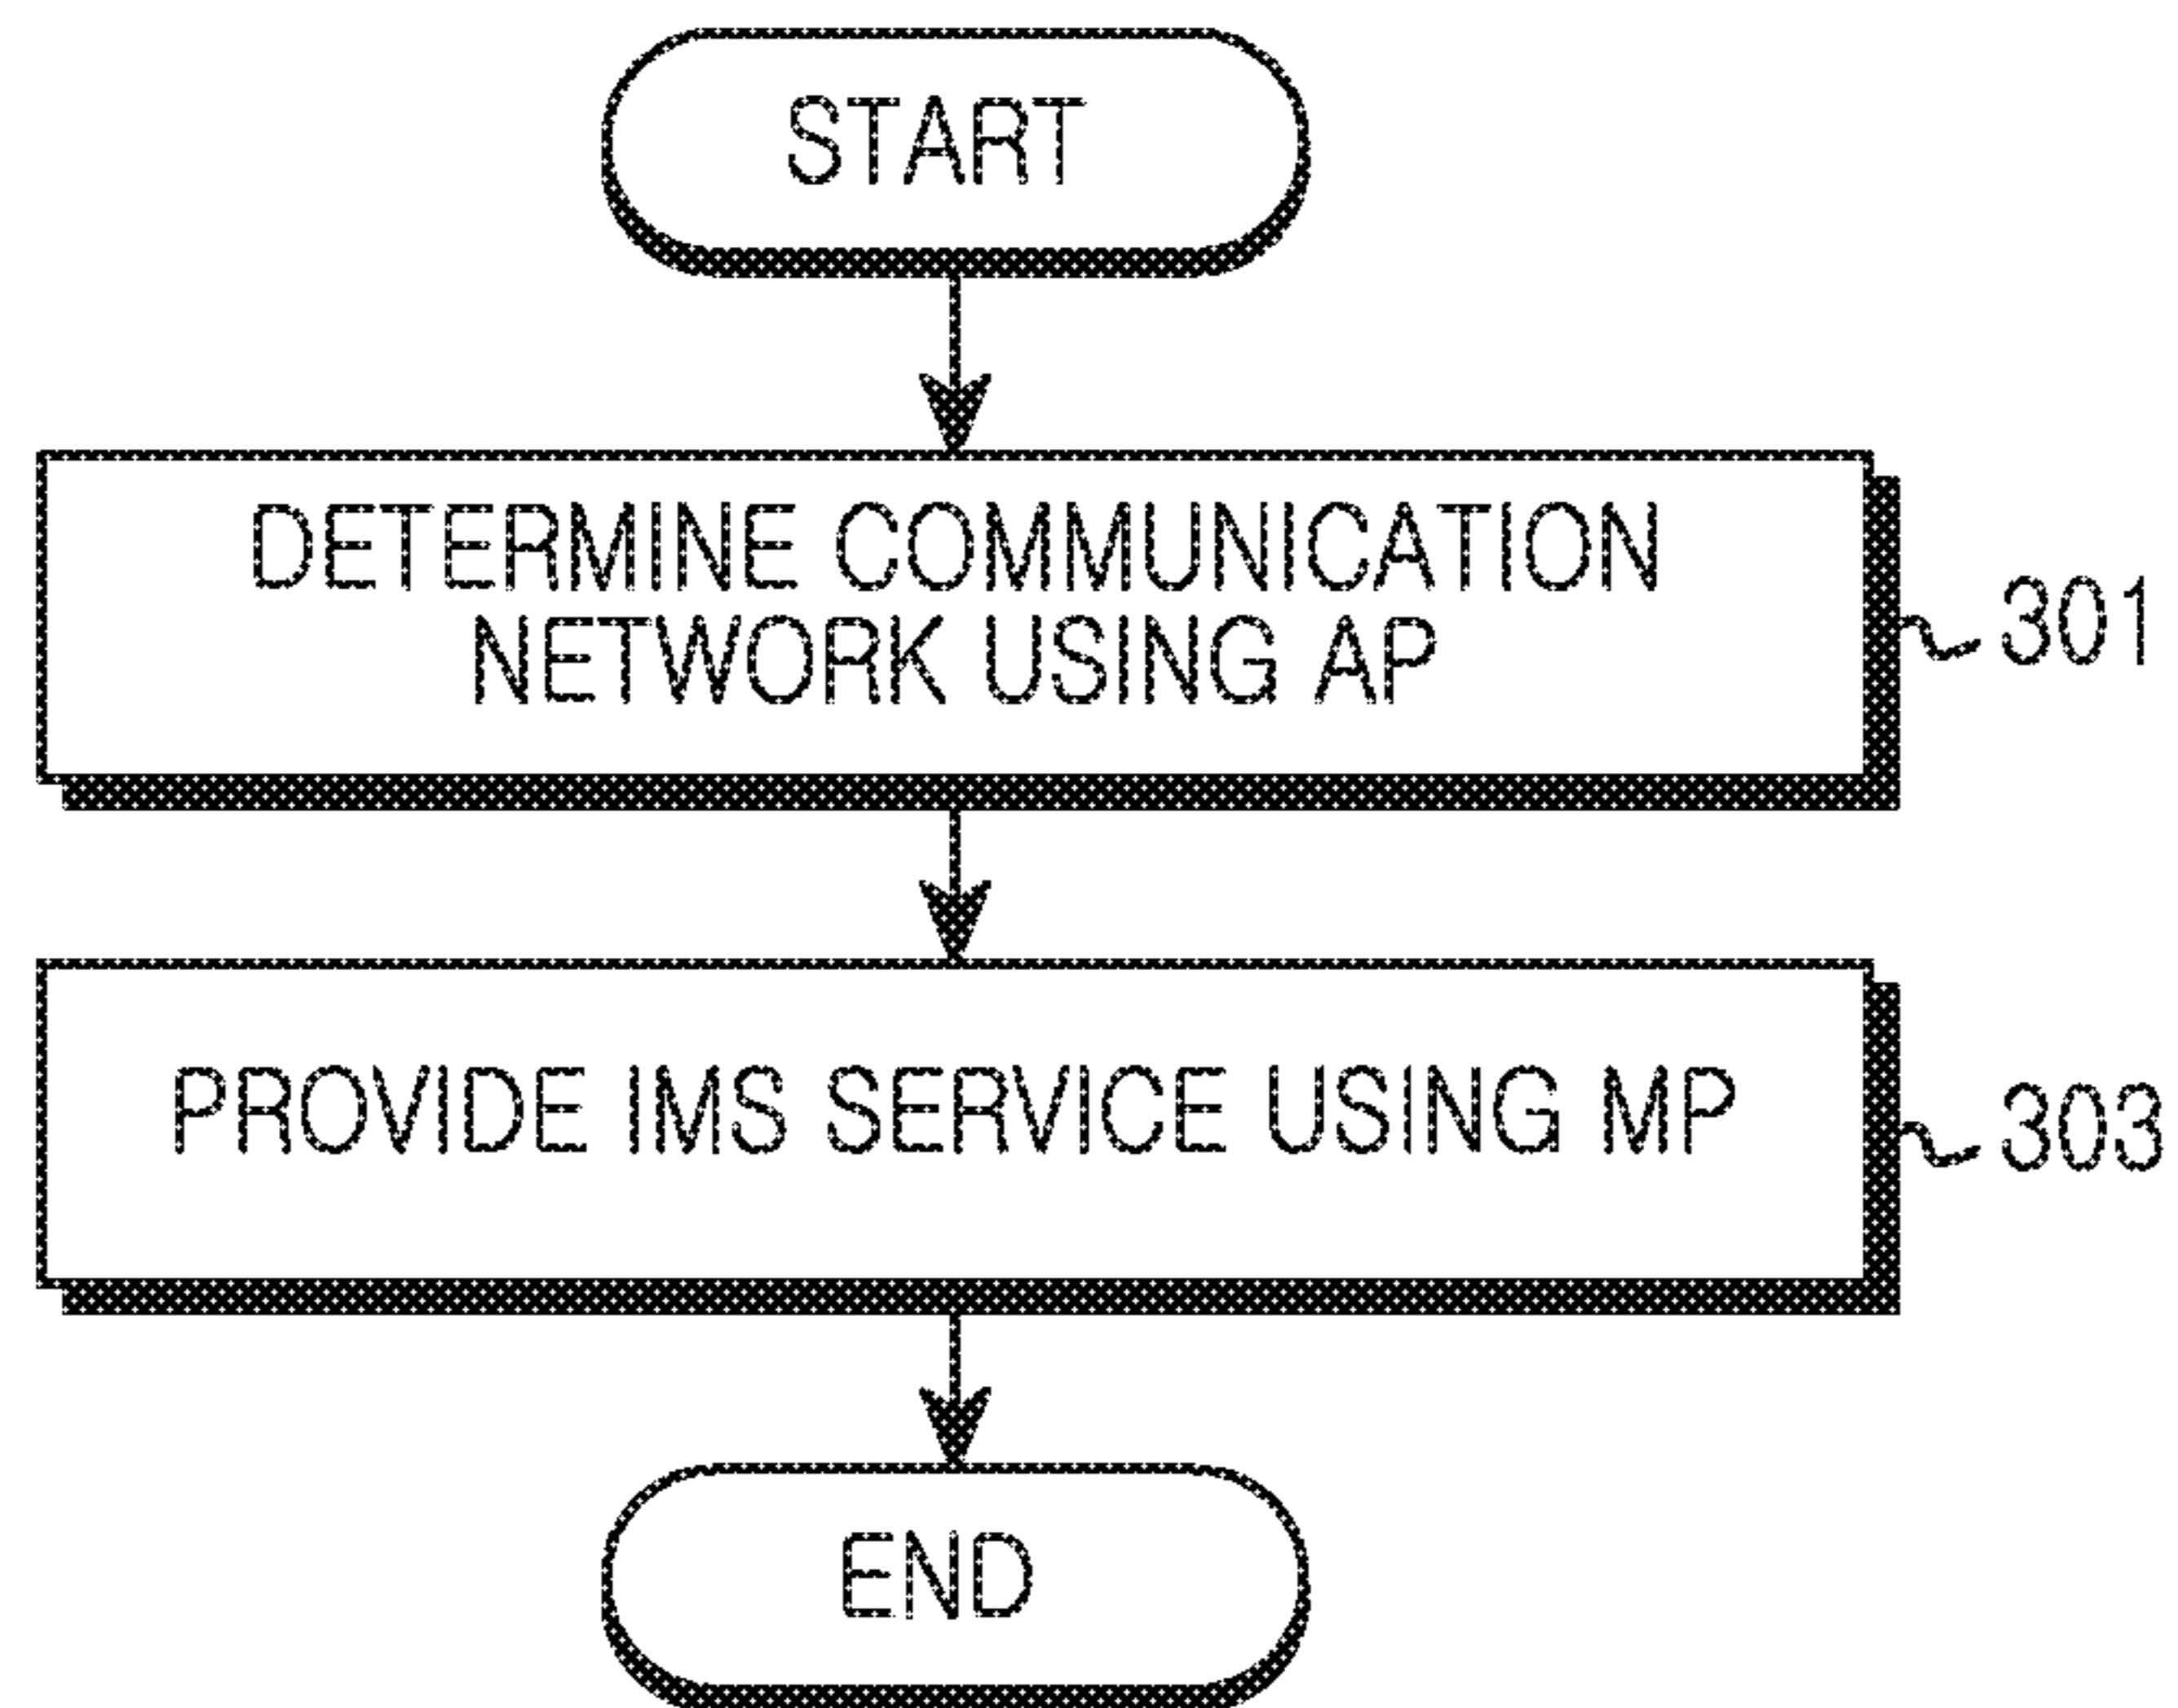 START
DETERMINE COMMUNICATION
NETWORK USING AP
301
PROVIDE IMS SERVICE USING MP
303
END